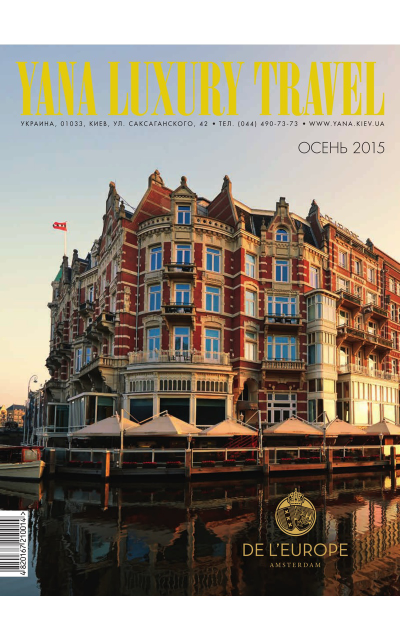 YANA LUXURY TRAVEL
УКРАИНА, 01033, КИЕВ, УЛ. САКСАГАНСКОГО, 42 • ТЕЛ. (044) 490-73-73 • WWW.YANA.KIEV.UA
ОСЕНЬ 2015
DE L'EUROPE
AMSTERDAM
4820167210014>